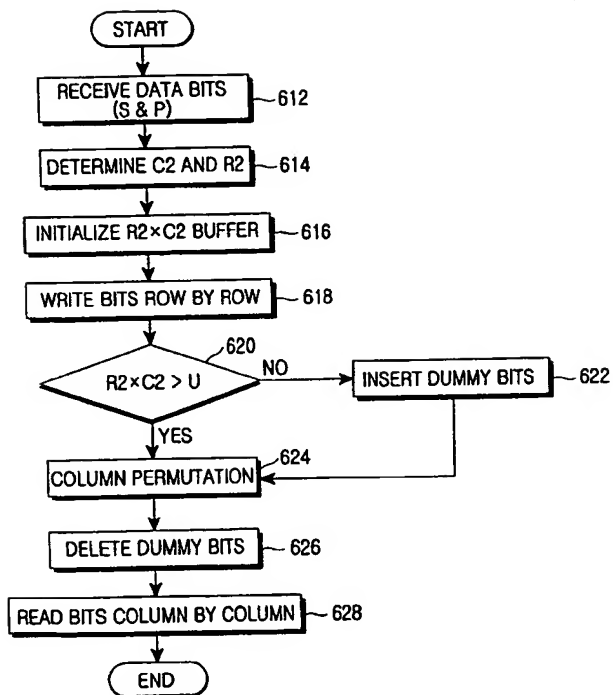 START
RECEIVE DATA BITS
(S & P)
612
DETERMINE C2 AND R2
614
INITIALIZE R2×C2 BUFFER
616
WRITE BITS ROW BY ROW
618
620
R2×C2 > U
NO
INSERT DUMMY BITS
622
YES
COLUMN PERMUTATION
624
DELETE DUMMY BITS
626
READ BITS COLUMN BY COLUMN
628
END